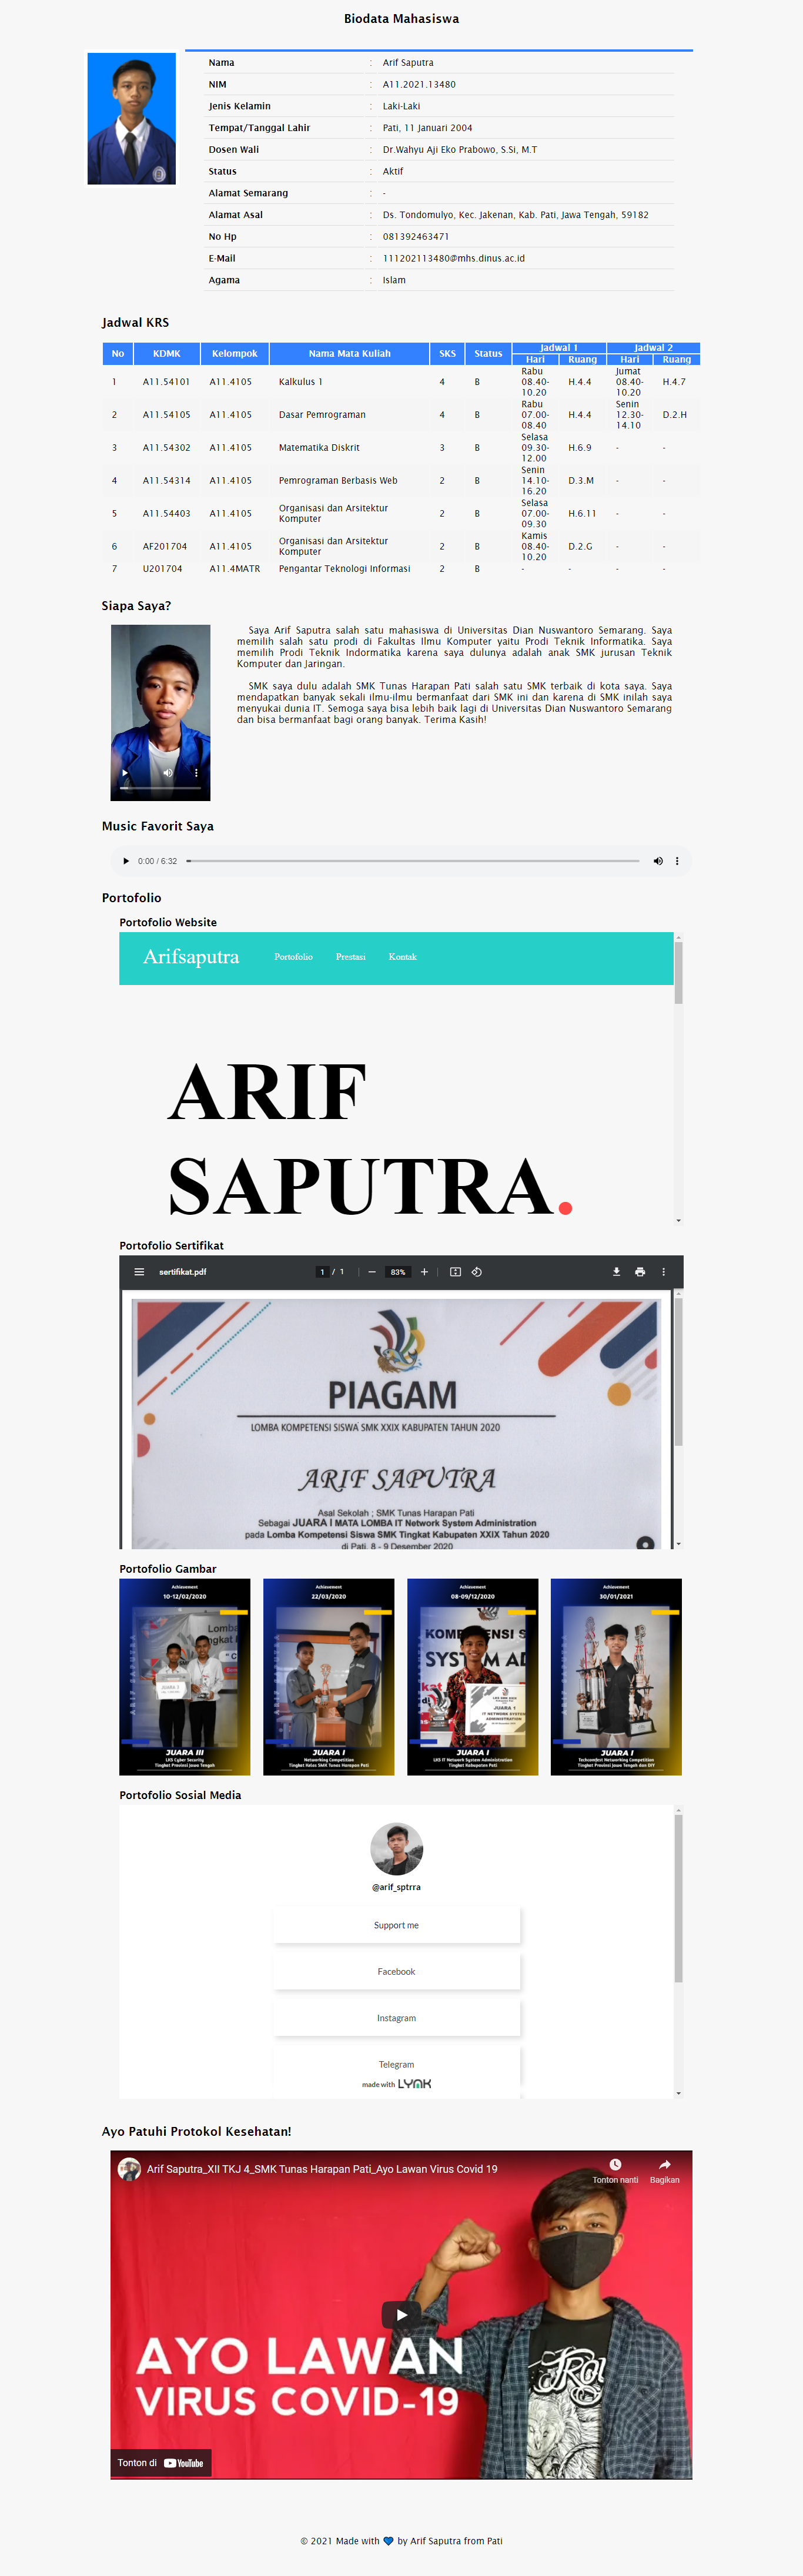 Biodata Mahasiswa
Nama : Arif Saputra
NIM : A11.2021.13480
Jenis Kelamin : Laki-Laki
Tempat/Tanggal Lahir : Pati, 11 Januari 2004
Dosen Wali : Dr.Wahyu Aji Eko Prabowo, S.Si, M.T
Status : Aktif
Alamat Semarang : -
Alamat Asal : Ds. Tondomulyo, Kec. Jakenan, Kab. Pati, Jawa Tengah, 59182
No Hp : 081392463471
E-Mail : 111202113480@mhs.dinus.ac.id
Agama : Islam
Jadwal KRS
No KDMK Kelompok Nama Mata Kuliah SKS Status Jadwal 1 Jadwal 2
Hari Ruang Hari Ruang
1 A11.54101 A11.4105 Kalkulus 1 4 B Rabu 08.40-10.20 H.4.4 Jumat 08.40-10.20 H.4.7
2 A11.54105 A11.4105 Dasar Pemrograman 4 B Rabu 07.00-08.40 H.4.4 Senin 12.30-14.10 D.2.H
3 A11.54302 A11.4105 Matematika Diskrit 3 B Selasa 09.30-12.00 H.6.9 - -
4 A11.54314 A11.4105 Pemrograman Berbasis Web 2 B Senin 14.10-16.20 D.3.M - -
5 A11.54403 A11.4105 Organisasi dan Arsitektur Komputer 2 B Selasa 07.00-09.30 H.6.11 - -
6 AF201704 A11.4105 Organisasi dan Arsitektur Komputer 2 B Kamis 08.40-10.20 D.2.G - -
7 U201704 A11.4MATR Pengantar Teknologi Informasi 2 B - - - -
Siapa Saya?
Saya Arif Saputra salah satu mahasiswa di Universitas Dian Nuswantoro Semarang. Saya
memilih salah satu prodi di Fakultas Ilmu Komputer yaitu Prodi Teknik Informatika. Saya
memilih Prodi Teknik Indormatika karena saya dulunya adalah anak SMK jurusan Teknik
Komputer dan Jaringan.
SMK saya dulu adalah SMK Tunas Harapan Pati salah satu SMK terbaik di kota saya. Saya
mendapatkan banyak sekali ilmu-ilmu bermanfaat dari SMK ini dan karena di SMK inilah saya
menyukai dunia IT. Semoga saya bisa lebih baik lagi di Universitas Dian Nuswantoro Semarang
dan bisa bermanfaat bagi orang banyak. Terima Kasih!
Music Favorit Saya
0:00 / 6:32
Portofolio
Portofolio Website
Arifsaputra Portofolio Prestasi Kontak
ARIF
SAPUTRA.
Portofolio Sertifikat
sertifikat.pdf 1 / 1 83%
PIAGAM
LOMBA KOMPETENSI SISWA SMK XXIX KABUPATEN TAHUN 2020
ARIF SAPUTRA
Asal Sekolah ; SMK Tunas Harapan Pati
Sebagai JUARA I MATA LOMBA IT Network System Administration
pada Lomba Kompetensi Siswa SMK Tingkat Kabupaten XXIX Tahun 2020
di Pati, 8 - 9 Desember 2020
Portofolio Gambar
Achievement Achievement Achievement Achievement
10-12/02/2020 22/03/2020 08-09/12/2020 30/01/2021
JUARA III JUARA I JUARA I JUARA I
LKS Cyber Security Networking Competition LKS IT Network System Administration Techcomfest Networking Competition
Tingkat Provinsi Jawa Tengah Tingkat Kelas SMK Tunas Harapan Pati Tingkat Kabupaten Pati Tingkat Provinsi Jawa Tengah dan DIY
Portofolio Sosial Media
@arif_sptrra
Support me
Facebook
Instagram
Telegram
made with LYNK
Ayo Patuhi Protokol Kesehatan!
Arif Saputra_XII TKJ 4_SMK Tunas Harapan Pati_Ayo Lawan Virus Covid 19
Tonton nanti Bagikan
AYO LAWAN
VIRUS COVID-19
Tonton di YouTube
© 2021 Made with 💙 by Arif Saputra from Pati